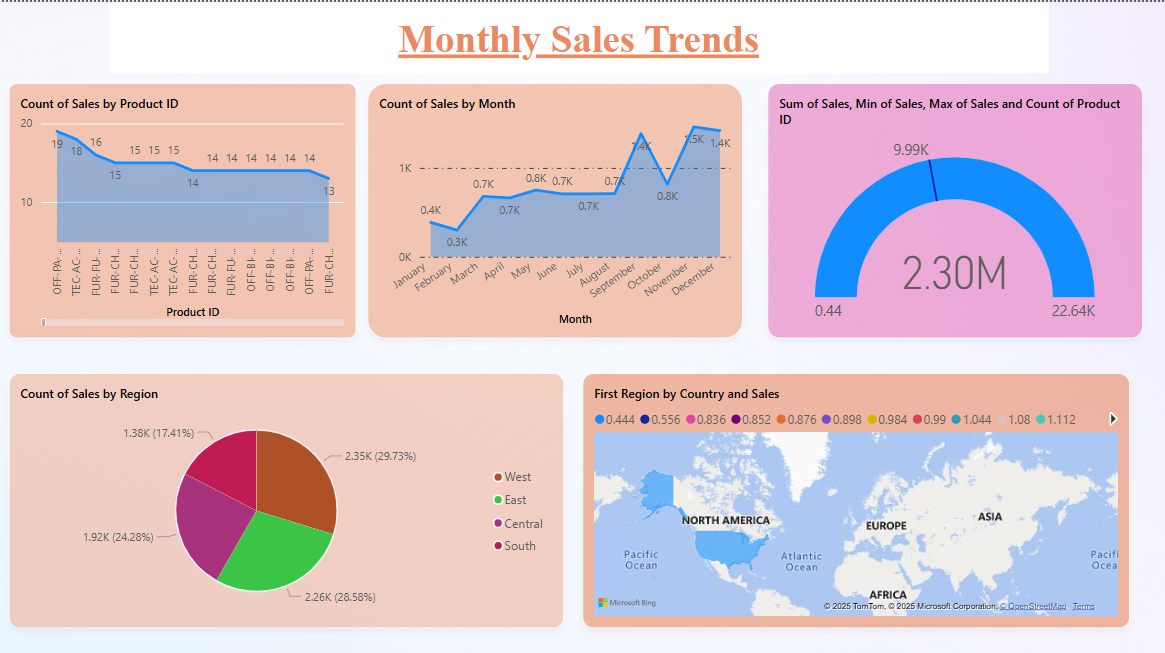 Monthly Sales Trends
Count of Sales by Product ID
20
10
19
18
16
15
15
15
15
14
14
14
14
14
14
14
13
OFF-PA-...
TEC-AC-...
FUR-FU-...
FUR-CH...
FUR-CH...
TEC-AC-...
TEC-AC-...
FUR-CH...
FUR-CH...
FUR-FU-...
OFF-BI-...
OFF-BI-...
OFF-BI-...
OFF-PA-...
FUR-CH...
Product ID
Count of Sales by Month
1K
0K
0.4K
0.3K
0.7K
0.7K
0.8K
0.7K
0.7K
0.7K
1.4K
0.8K
1.5K
1.4K
January
February
March
April
May
June
July
August
September
October
November
December
Month
Sum of Sales, Min of Sales, Max of Sales and Count of Product
ID
9.99K
2.30M
0.44
22.64K
Count of Sales by Region
1.38K (17.41%)
2.35K (29.73%)
1.92K (24.28%)
2.26K (28.58%)
West
East
Central
South
First Region by Country and Sales
0.444 0.556 0.836 0.852 0.876 0.898 0.984 0.99 1.044 1.08 1.112
NORTH AMERICA
EUROPE
ASIA
Pacific
Ocean
Atlantic
Ocean
Pacifi
Ocea
AFRICA
Microsoft Bing
© 2025 TomTom, © 2025 Microsoft Corporation, © OpenStreetMap Terms